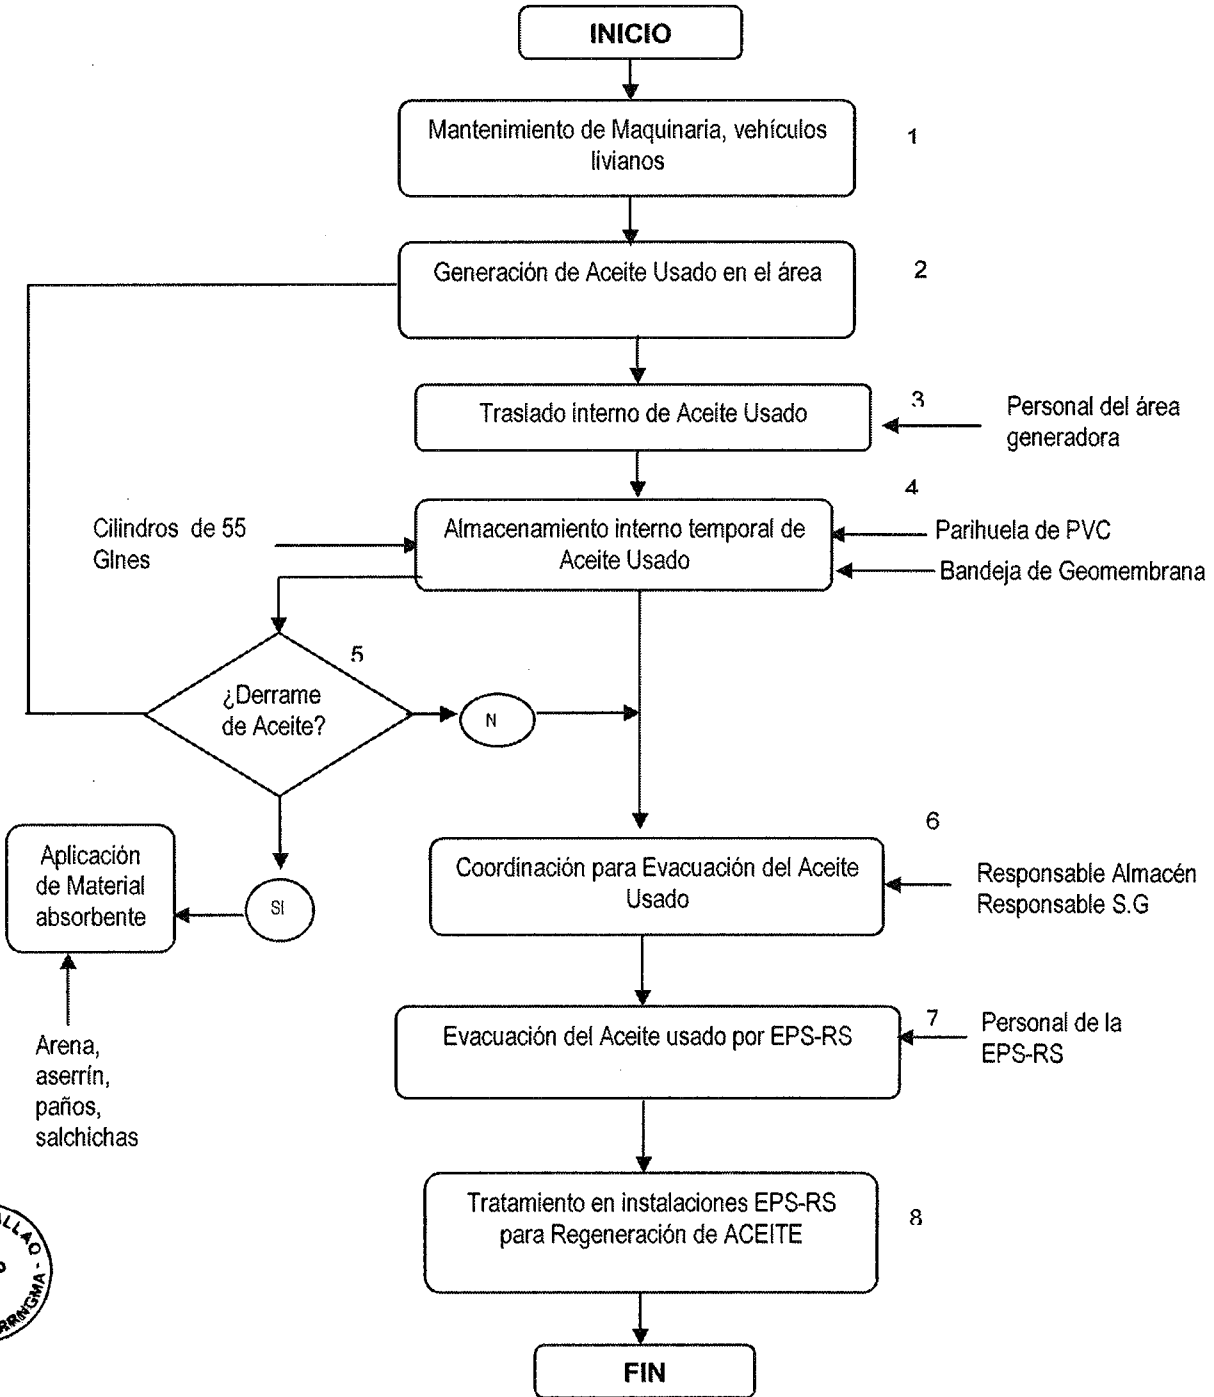 INICIO
Mantenimiento de Maquinaria, vehículos
livianos
1
Generación de Aceite Usado en el área
2
Traslado interno de Aceite Usado
3
Personal del área
generadora
4
Cilindros de 55
Glnes
Almacenamiento interno temporal de
Aceite Usado
Parihuela de PVC
Bandeja de Geomembrana
5
¿Derrame
de Aceite?
N
6
Aplicación
de Material
absorbente
SI
Coordinación para Evacuación del Aceite
Usado
Responsable Almacén
Responsable S.G
Evacuación del Aceite usado por EPS-RS
7
Personal de la
EPS-RS
Arena,
aserrín,
paños,
salchichas
Tratamiento en instalaciones EPS-RS
para Regeneración de ACEITE
8
FIN